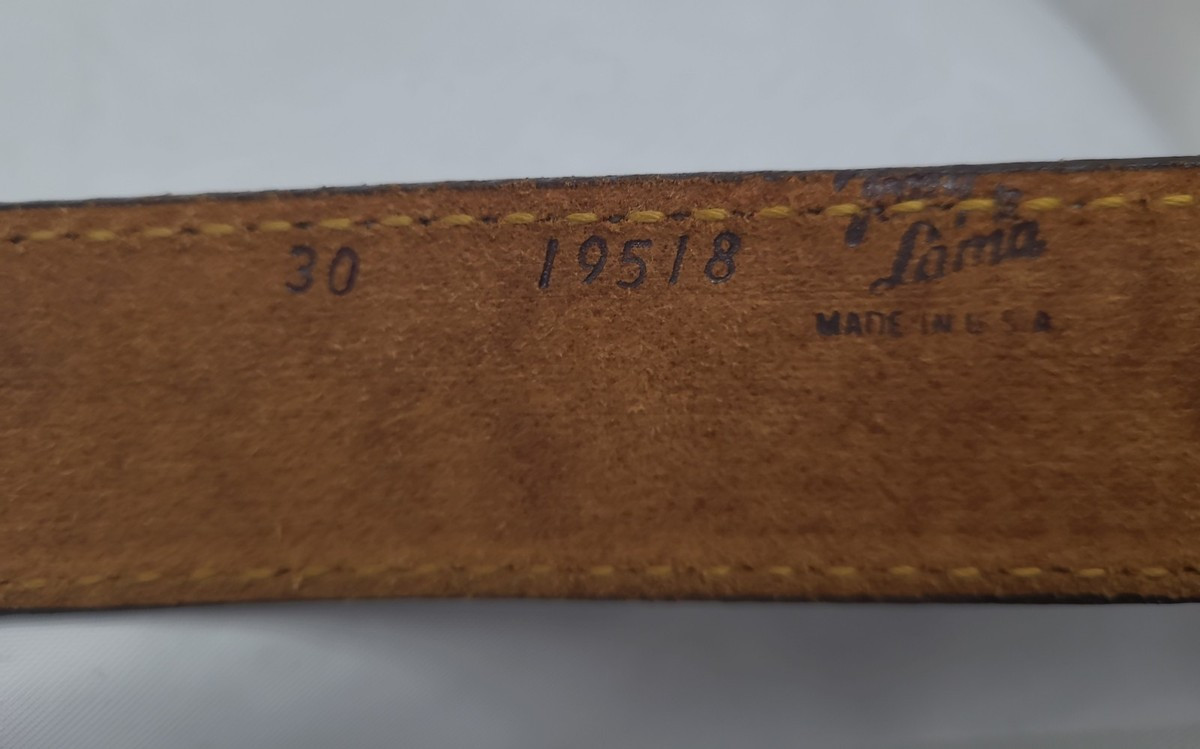 30 19518 Lama
MADE IN U.S.A